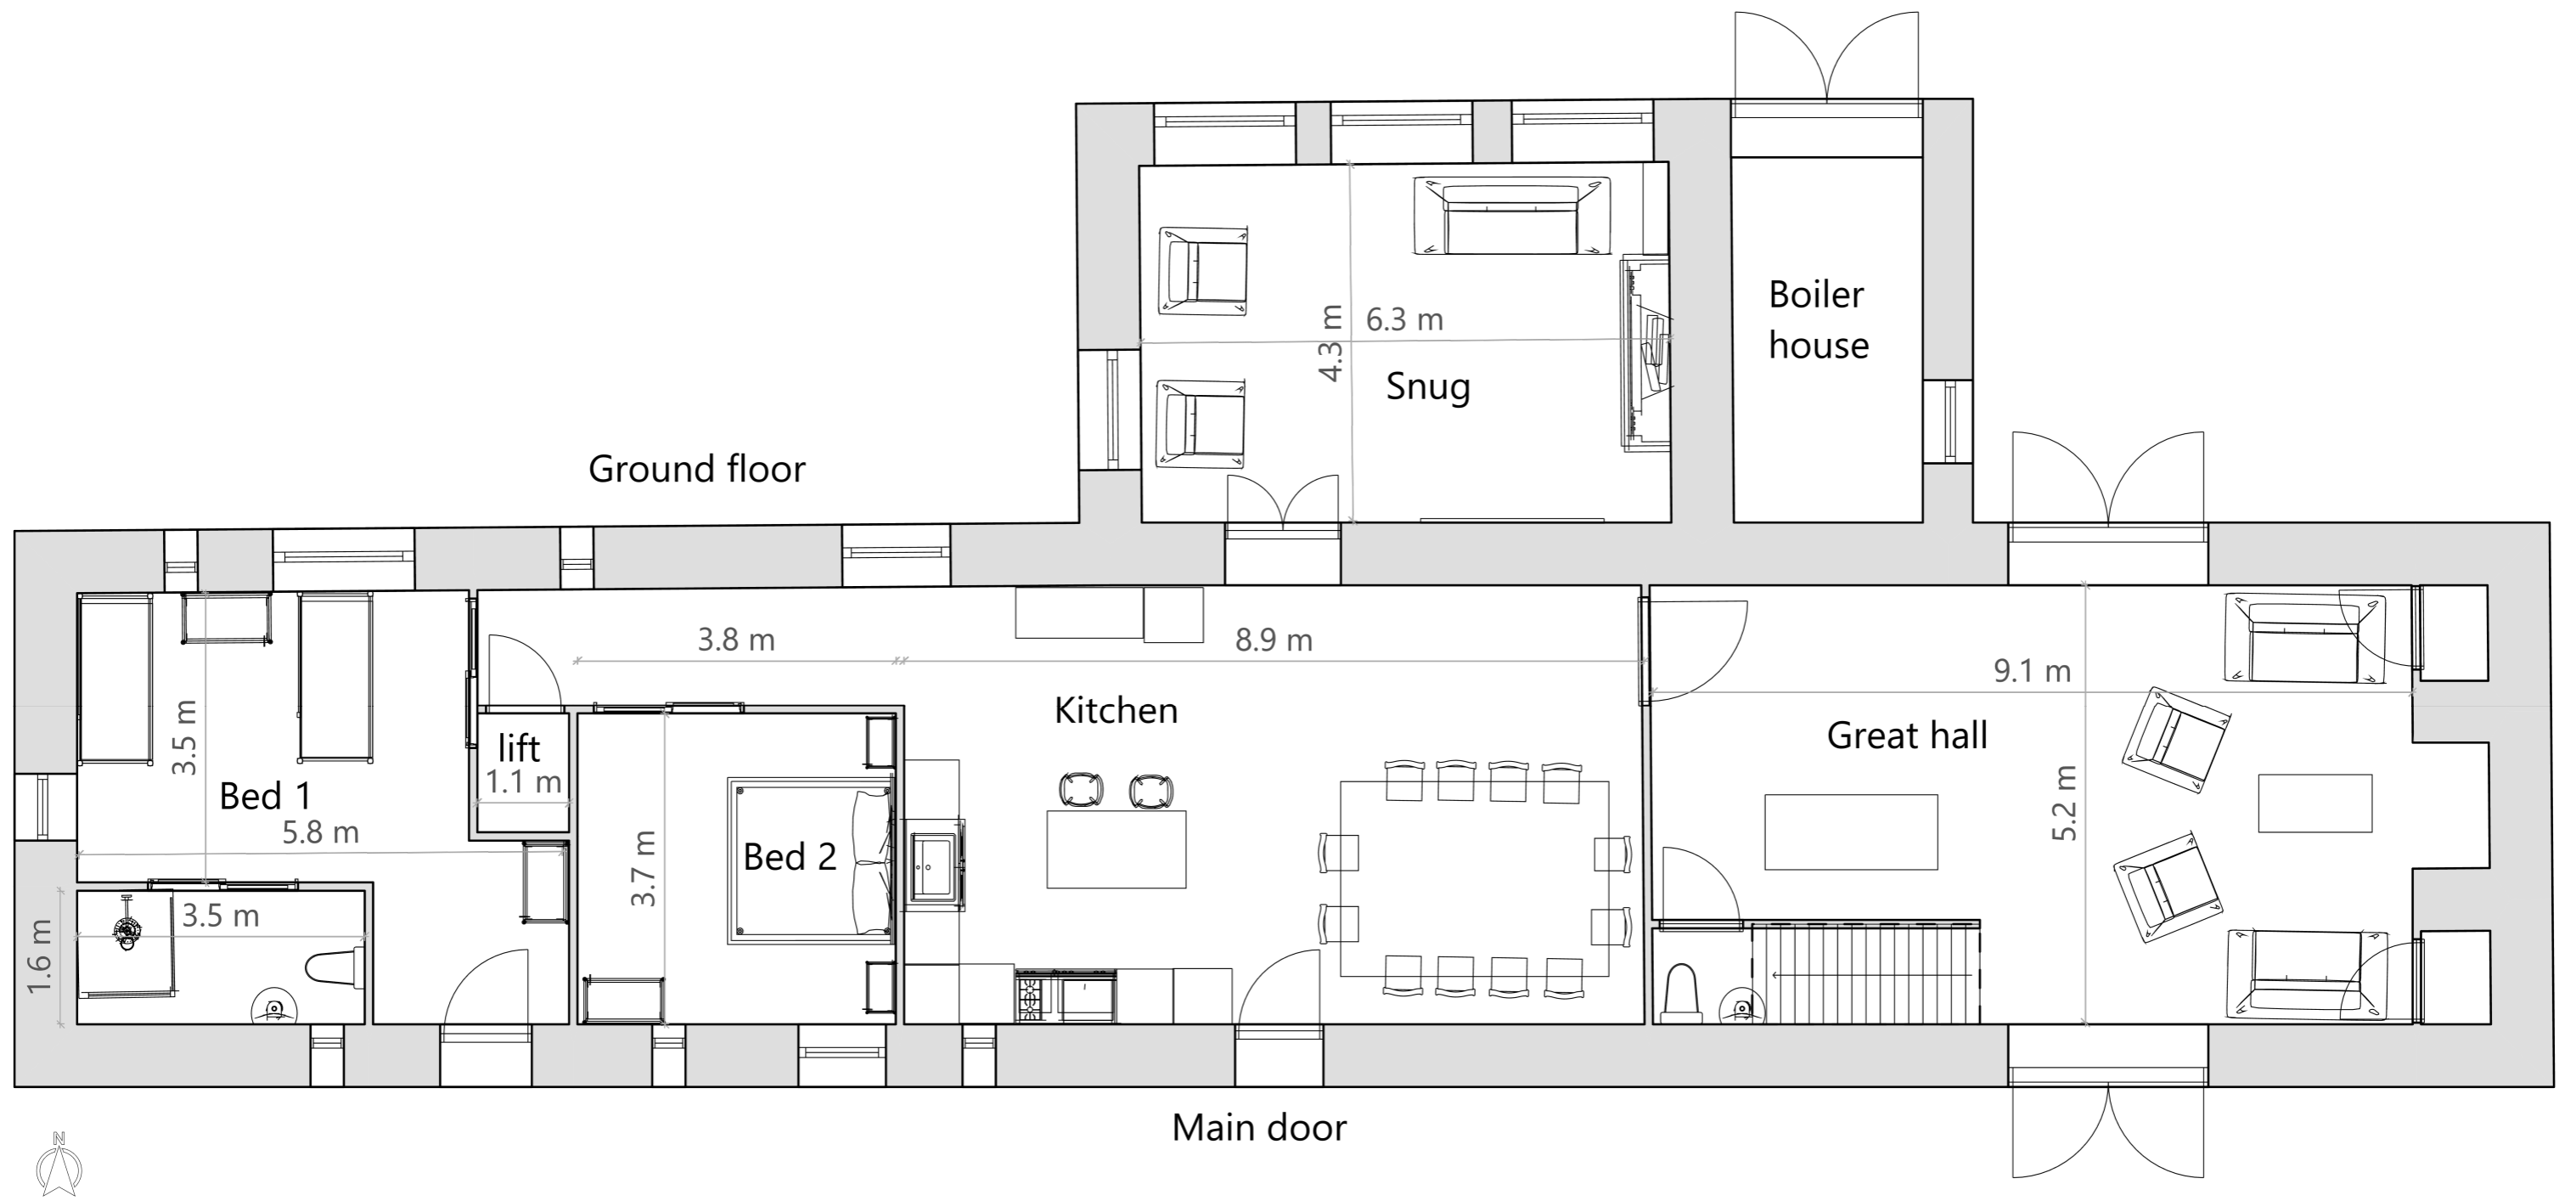 Boiler
house
6.3 m
4.3 m
Snug
Ground floor
3.8 m
8.9 m
9.1 m
Kitchen
Great hall
3.5 m
lift
1.1 m
Bed 1
5.8 m
5.2 m
Bed 2
3.7 m
3.5 m
1.6 m
Main door
N